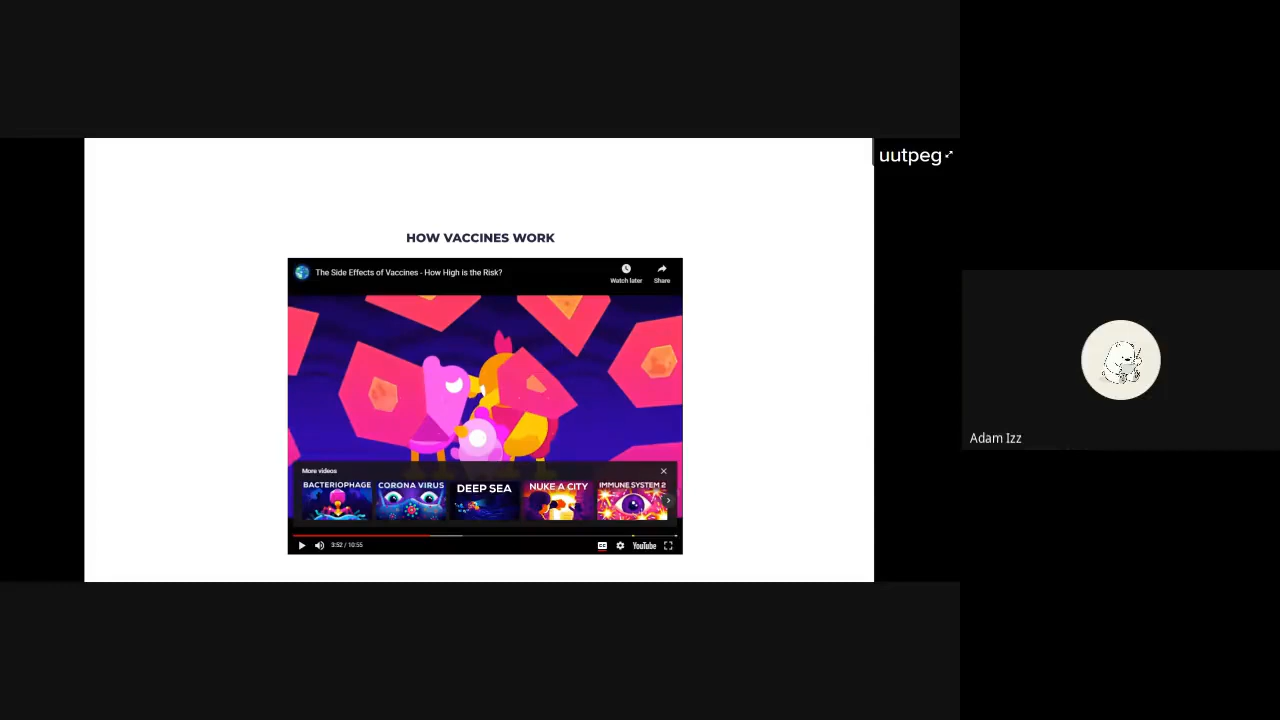 uutpeg
HOW VACCINES WORK
The Side Effects of Vaccines - How High is the Risk?
Watch later
Share
More videos
BACTERIOPHAGE
CORONA VIRUS
DEEP SEA
NUKE A CITY
IMMUNE SYSTEM 2
3:52 / 10:55
CC
YouTube
Adam Izz